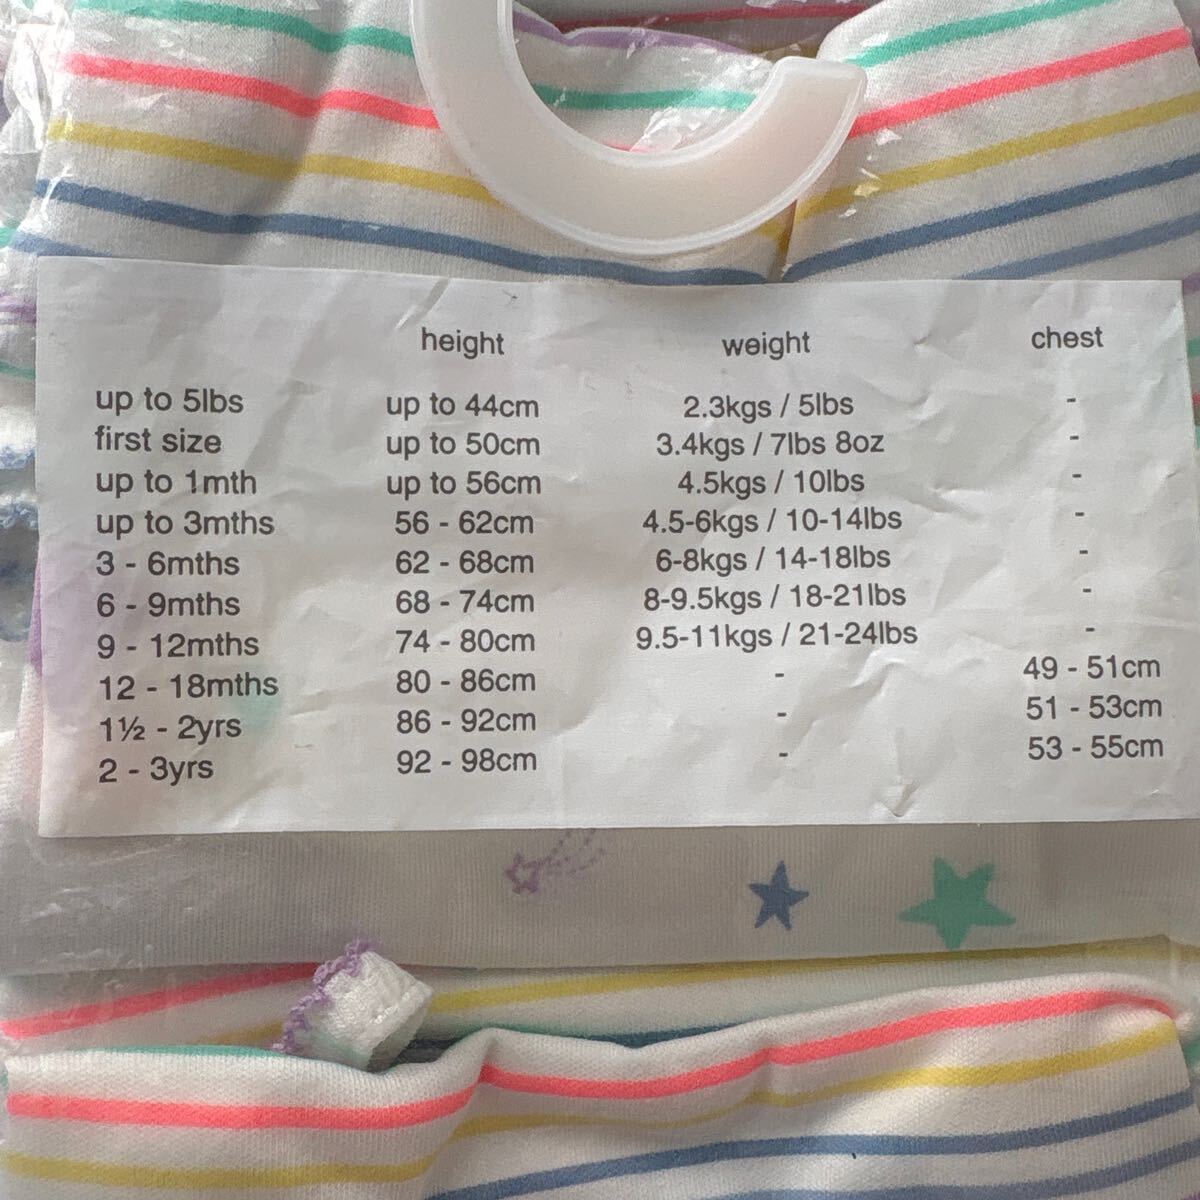 height weight chest
up to 5lbs up to 44cm 2.3kgs / 5lbs -
first size up to 50cm 3.4kgs / 7lbs 8oz -
up to 1mth up to 56cm 4.5kgs / 10lbs -
up to 3mths 56 - 62cm 4.5-6kgs / 10-14lbs -
3 - 6mths 62 - 68cm 6-8kgs / 14-18lbs -
6 - 9mths 68 - 74cm 8-9.5kgs / 18-21lbs -
9 - 12mths 74 - 80cm 9.5-11kgs / 21-24lbs -
12 - 18mths 80 - 86cm - 49 - 51cm
1½ - 2yrs 86 - 92cm - 51 - 53cm
2 - 3yrs 92 - 98cm - 53 - 55cm